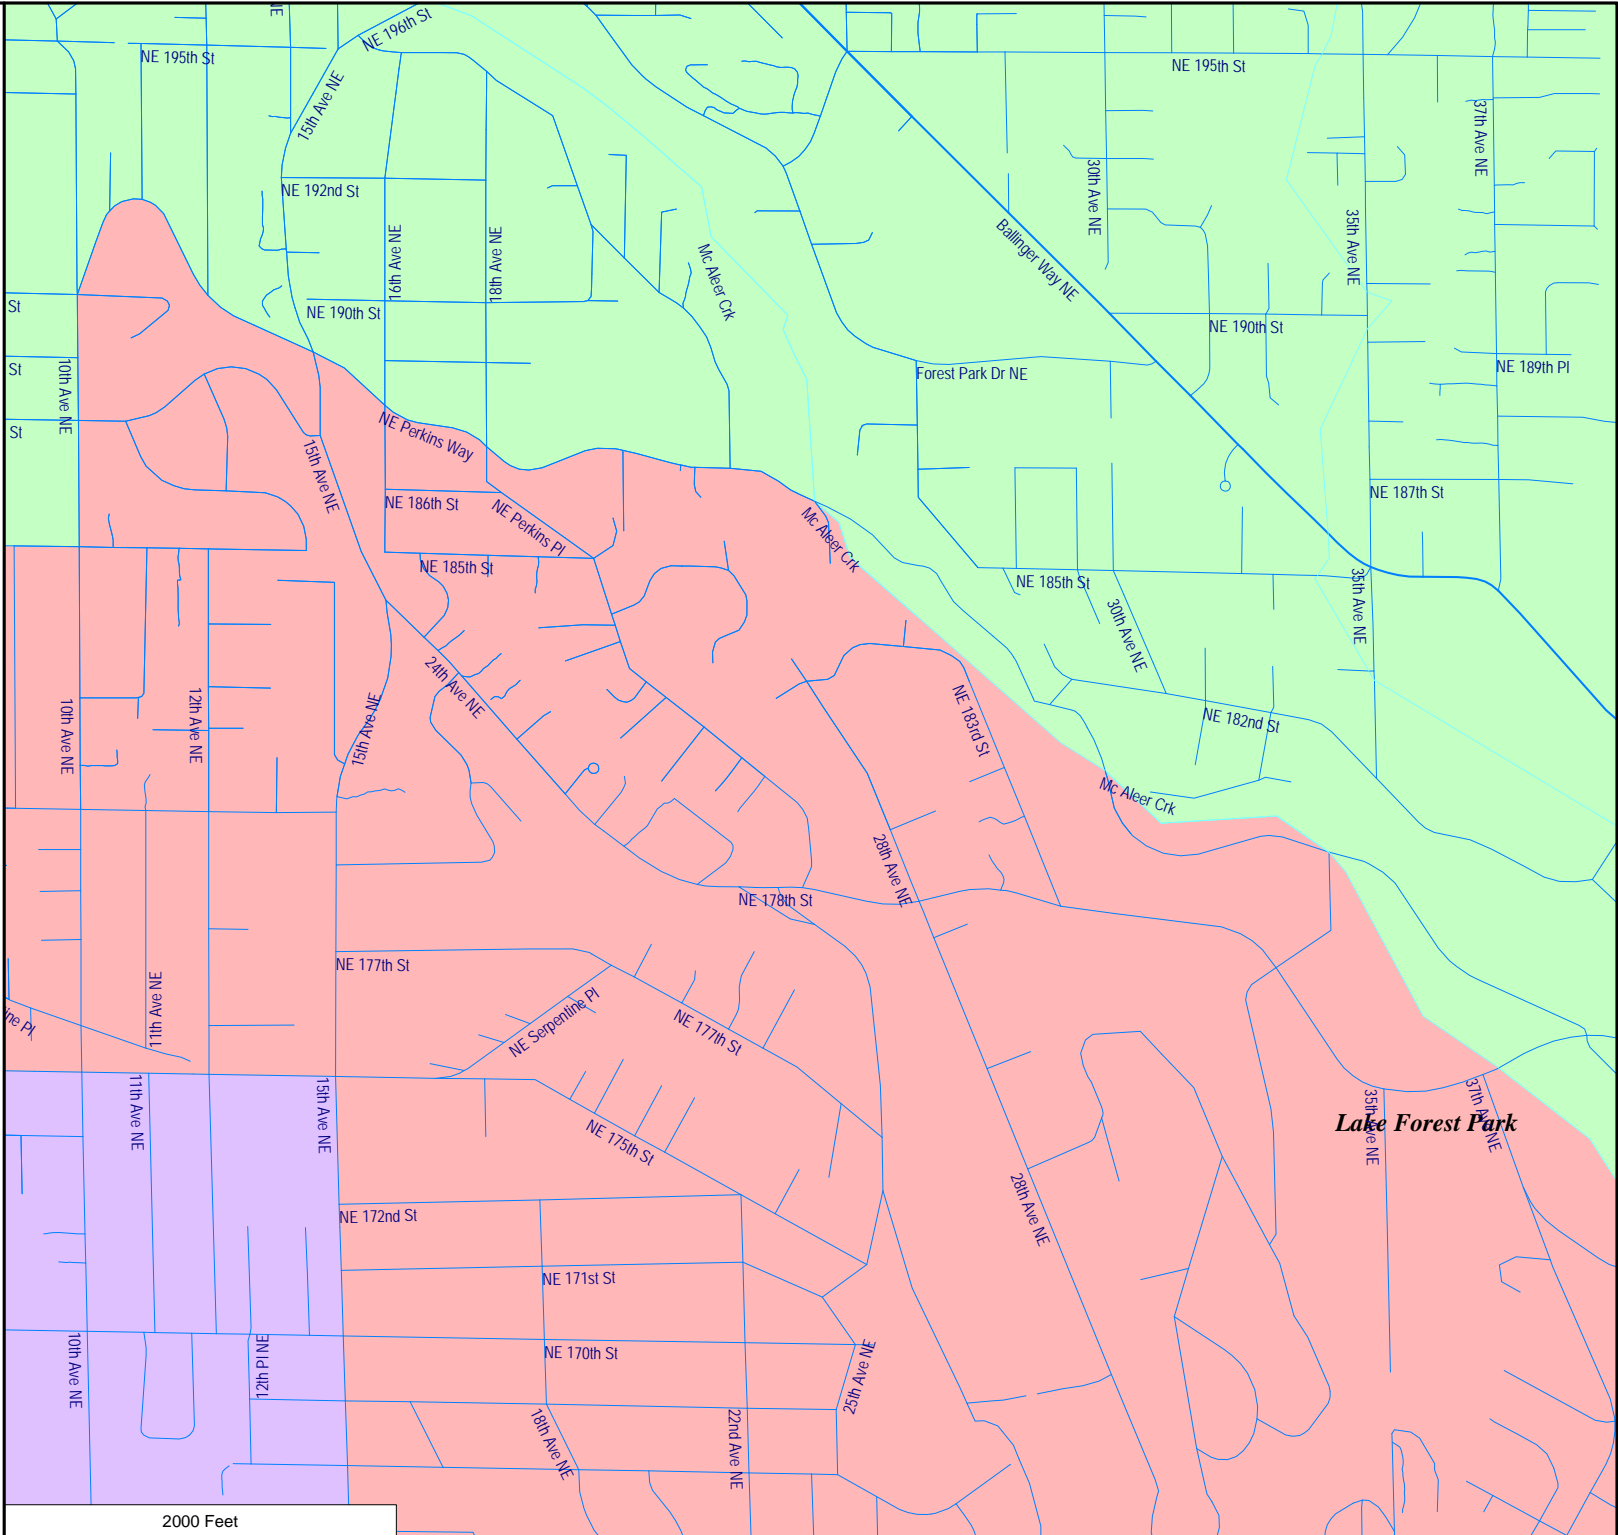 NE
NE 196th St
NE 195th St
NE 195th St
15th Ave NE
37th Ave NE
30th Ave NE
NE 192nd St
35th Ave NE
16th Ave NE
18th Ave NE
Ballinger Way NE
Mc Aleer Crk
St
NE 190th St
NE 190th St
St
10th Ave NE
Forest Park Dr NE
NE 189th Pl
St
NE Perkins Way
15th Ave NE
NE 186th St
NE Perkins Pl
NE 187th St
Mc Aleer Crk
NE 185th St
NE 185th St
30th Ave NE
35th Ave NE
24th Ave NE
10th Ave NE
12th Ave NE
15th Ave NE
NE 183rd St
NE 182nd St
Mc Aleer Crk
28th Ave NE
NE 178th St
NE 177th St
11th Ave NE
ine Pl
NE Serpentine Pl
NE 177th St
11th Ave NE
15th Ave NE
35th Ave NE
37th Ave NE
Lake Forest Park
NE 175th St
28th Ave NE
NE 172nd St
NE 171st St
10th Ave NE
12th Pl NE
NE 170th St
25th Ave NE
18th Ave NE
22nd Ave NE
2000 Feet